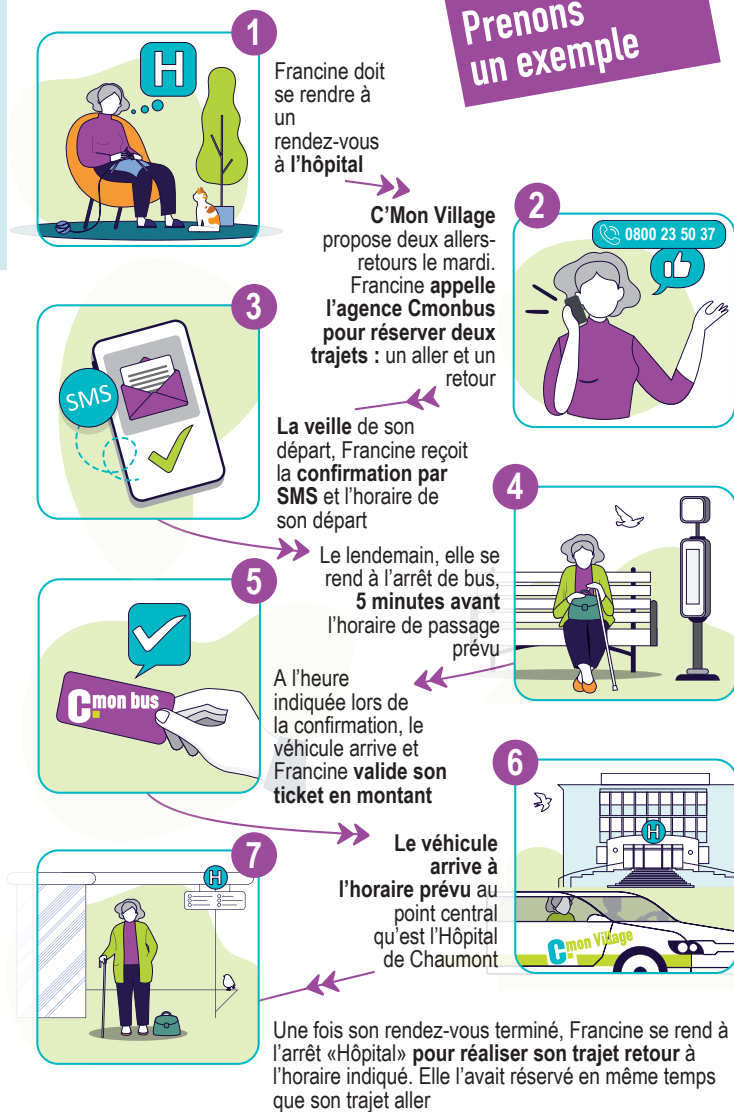 Prenons
un exemple
1
H
Francine doit
se rendre à
un
rendez-vous
à l'hôpital
2
0800 23 50 37
C'Mon Village
propose deux allers-
retours le mardi.
Francine appelle
l'agence Cmonbus
pour réserver deux
trajets : un aller et un
retour
3
SMS
La veille de son
départ, Francine reçoit
la confirmation par
SMS et l'horaire de
son départ
4
Le lendemain, elle se
rend à l'arrêt de bus,
5 minutes avant
l'horaire de passage
prévu
5
C mon bus
A l'heure
indiquée lors de
la confirmation, le
véhicule arrive et
Francine valide son
ticket en montant
6
H
C mon Village
Le véhicule
arrive à
l'horaire prévu au
point central
qu'est l'Hôpital
de Chaumont
7
H
Une fois son rendez-vous terminé, Francine se rend à
l'arrêt «Hôpital» pour réaliser son trajet retour à
l'horaire indiqué. Elle l'avait réservé en même temps
que son trajet aller